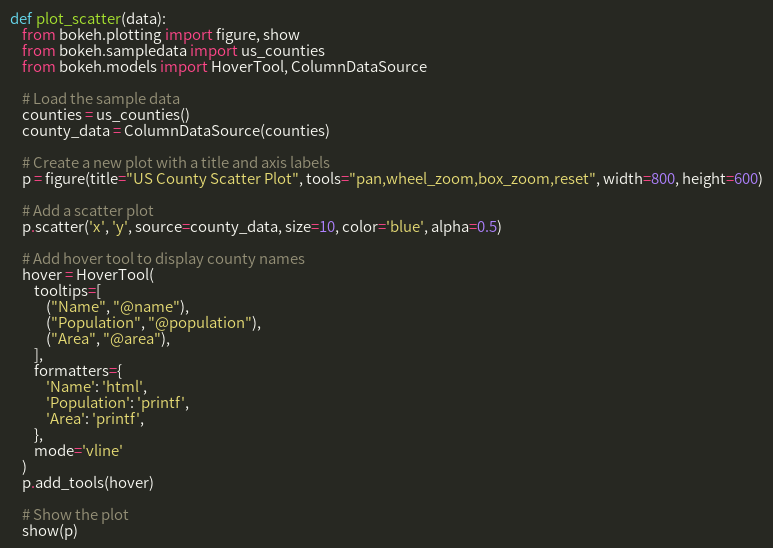 def plot_scatter(data):
    from bokeh.plotting import figure, show
    from bokeh.sampledata import us_counties
    from bokeh.models import HoverTool, ColumnDataSource

    # Load the sample data
    counties = us_counties()
    county_data = ColumnDataSource(counties)

    # Create a new plot with a title and axis labels
    p = figure(title="US County Scatter Plot", tools="pan,wheel_zoom,box_zoom,reset", width=800, height=600)

    # Add a scatter plot
    p.scatter('x', 'y', source=county_data, size=10, color='blue', alpha=0.5)

    # Add hover tool to display county names
    hover = HoverTool(
        tooltips=[
            ("Name", "@name"),
            ("Population", "@population"),
            ("Area", "@area"),
        ],
        formatters={
            'Name': 'html',
            'Population': 'printf',
            'Area': 'printf',
        },
        mode='vline'
    )
    p.add_tools(hover)

    # Show the plot
    show(p)